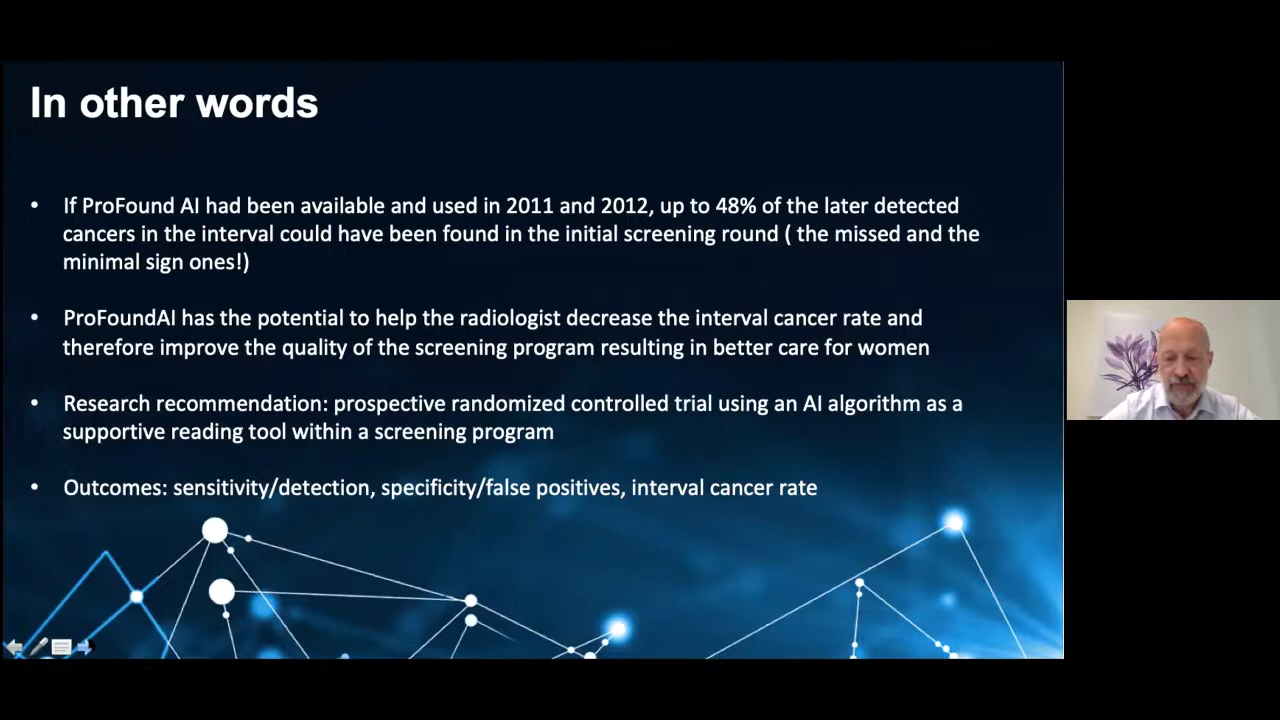 In other words
• If ProFound AI had been available and used in 2011 and 2012, up to 48% of the later detected
cancers in the interval could have been found in the initial screening round ( the missed and the
minimal sign ones!)
• ProFoundAI has the potential to help the radiologist decrease the interval cancer rate and
therefore improve the quality of the screening program resulting in better care for women
• Research recommendation: prospective randomized controlled trial using an AI algorithm as a
supportive reading tool within a screening program
• Outcomes: sensitivity/detection, specificity/false positives, interval cancer rate